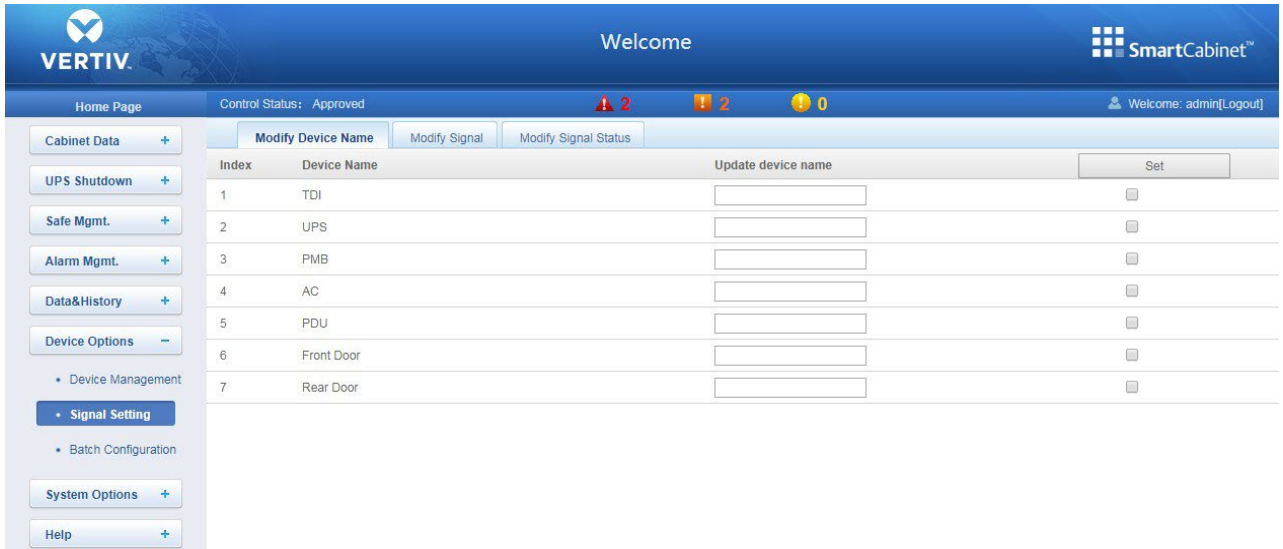 VERTIV.
Welcome
SmartCabinet™
Home Page
Control Status: Approved
2
2
0
Welcome: admin[Logout]
Cabinet Data +
UPS Shutdown +
Safe Mgmt. +
Alarm Mgmt. +
Data&History +
Device Options −
• Device Management
• Signal Setting
• Batch Configuration
System Options +
Help +
Modify Device Name Modify Signal Modify Signal Status
Index Device Name Update device name Set
1 TDI
2 UPS
3 PMB
4 AC
5 PDU
6 Front Door
7 Rear Door